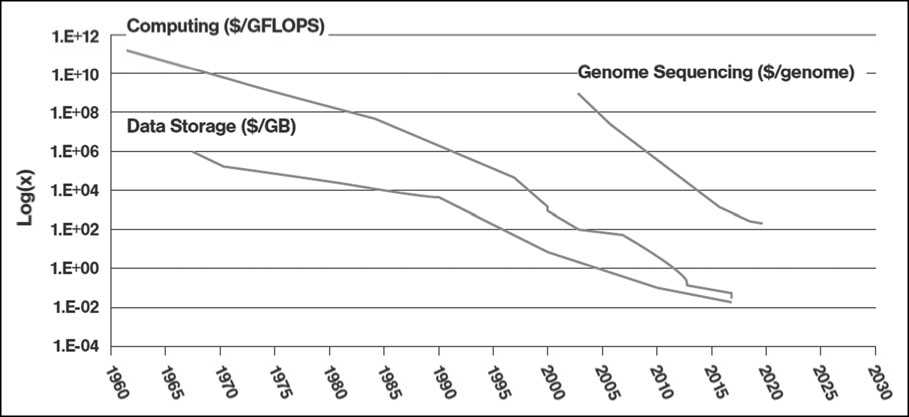 Computing ($/GFLOPS)
1.E+12
1.E+10
Genome Sequencing ($/genome)
1.E+08
Data Storage ($/GB)
1.E+06
1.E+04
1.E+02
1.E+00
1.E-02
1.E-04
Log(x)
1960
1965
1970
1975
1980
1985
1990
1995
2000
2005
2010
2015
2020
2025
2030